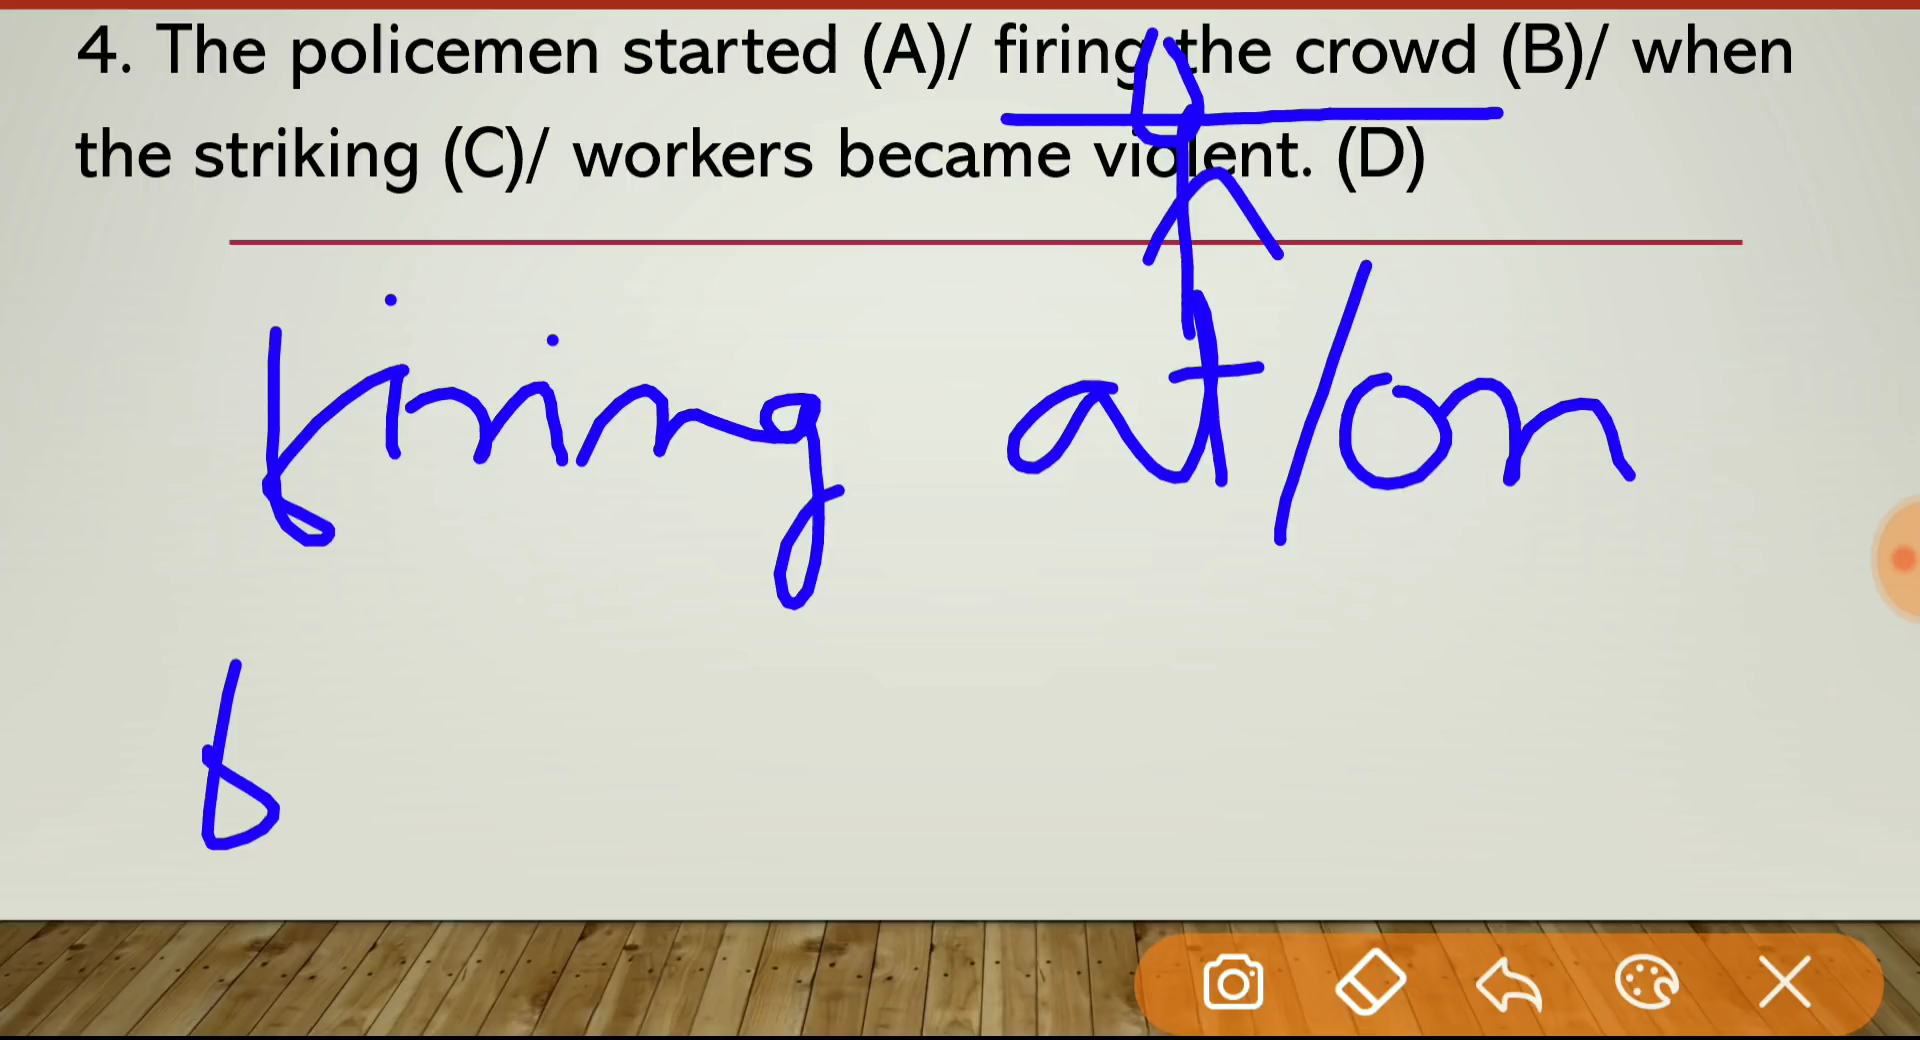 4. The policemen started (A)/ firing the crowd (B)/ when
the striking (C)/ workers became violent. (D)
firing at/on
b